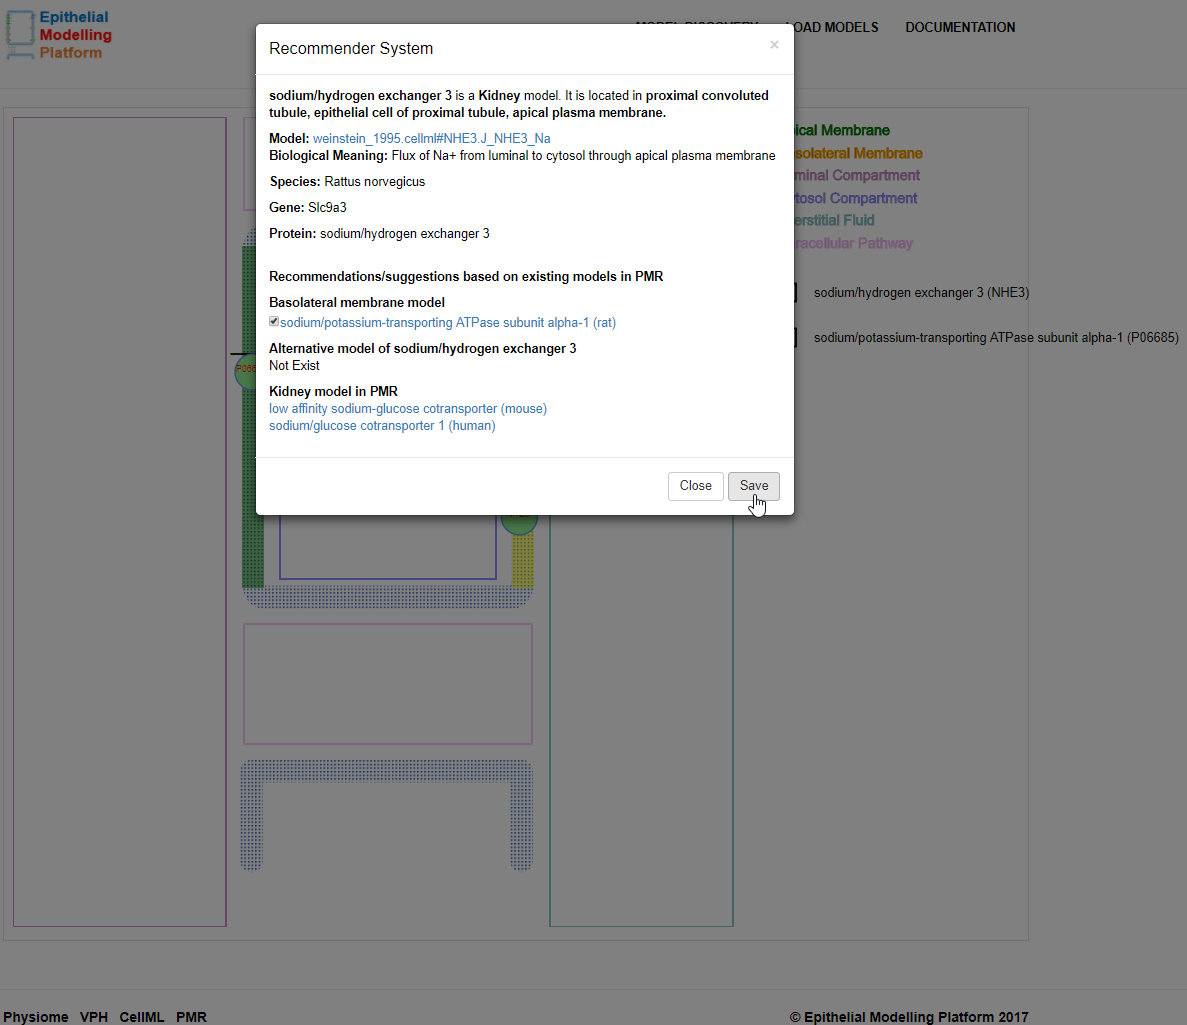 Epithelial
Modelling
Platform
LOAD MODELS
DOCUMENTATION
Recommender System
×
sodium/hydrogen exchanger 3 is a Kidney model. It is located in proximal convoluted
tubule, epithelial cell of proximal tubule, apical plasma membrane.
Model: weinstein_1995.cellml#NHE3.J_NHE3_Na
Biological Meaning: Flux of Na+ from luminal to cytosol through apical plasma membrane
Species: Rattus norvegicus
Gene: Slc9a3
Protein: sodium/hydrogen exchanger 3
Recommendations/suggestions based on existing models in PMR
Basolateral membrane model
sodium/potassium-transporting ATPase subunit alpha-1 (rat)
Alternative model of sodium/hydrogen exchanger 3
Not Exist
Kidney model in PMR
low affinity sodium-glucose cotransporter (mouse)
sodium/glucose cotransporter 1 (human)
Close
Save
ical Membrane
solateral Membrane
minal Compartment
tosol Compartment
erstitial Fluid
racellular Pathway
sodium/hydrogen exchanger 3 (NHE3)
sodium/potassium-transporting ATPase subunit alpha-1 (P06685)
Physiome VPH CellML PMR
© Epithelial Modelling Platform 2017